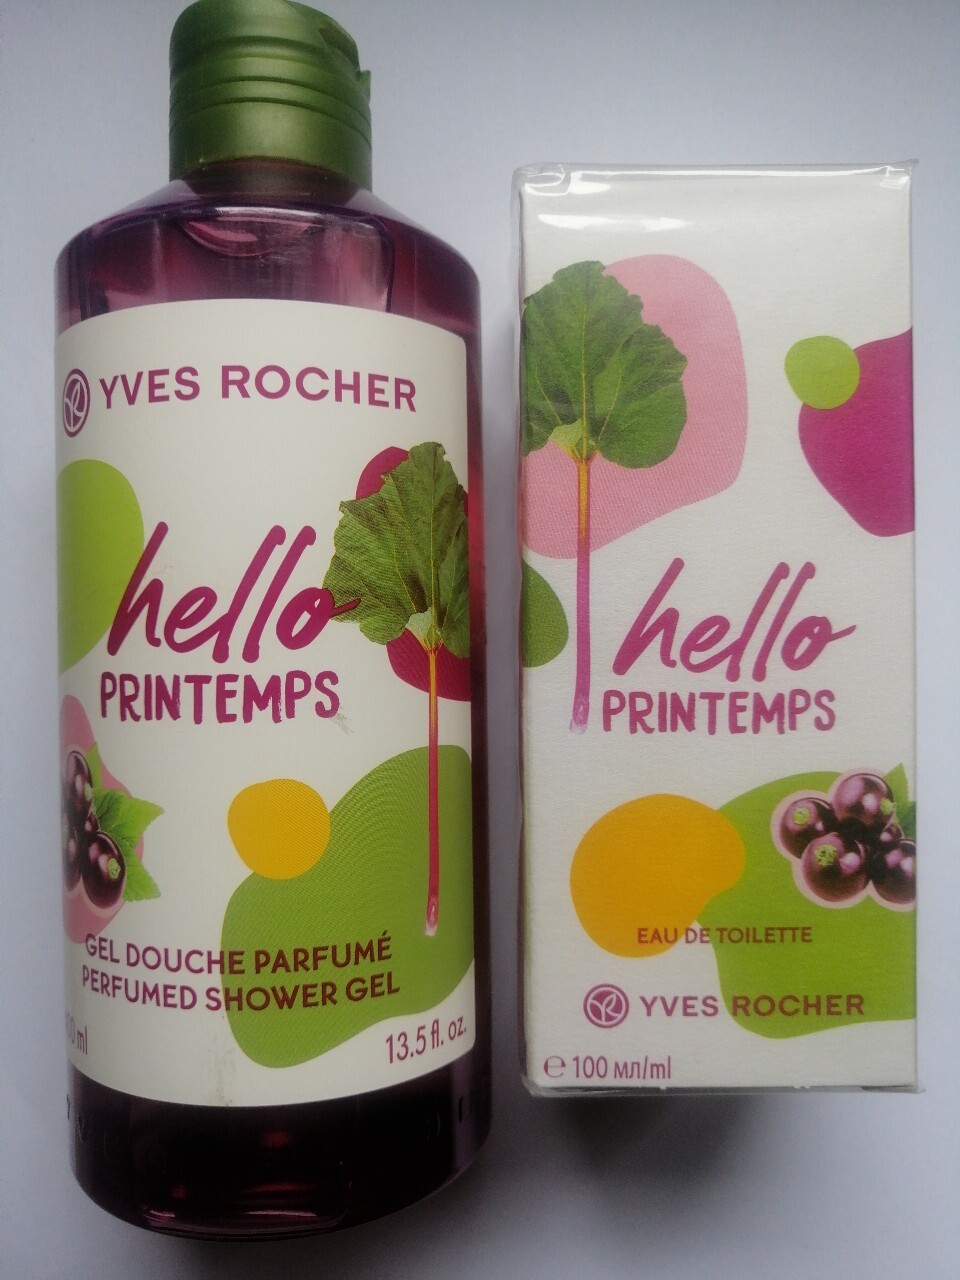 YVES ROCHER
hello
PRINTEMPS
GEL DOUCHE PARFUMÉ
PERFUMED SHOWER GEL
ml
13.5 fl. oz.
hello
PRINTEMPS
EAU DE TOILETTE
YVES ROCHER
℮ 100 мл/ml